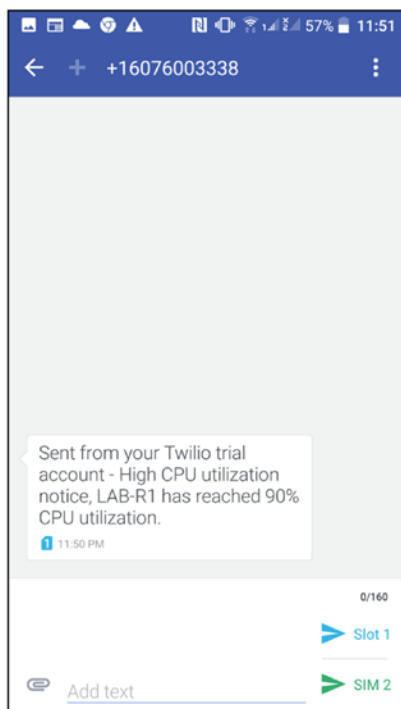 57% 11:51
+16076003338
Sent from your Twilio trial
account - High CPU utilization
notice, LAB-R1 has reached 90%
CPU utilization.
1 11:50 PM
0/160
Slot 1
Add text
SIM 2